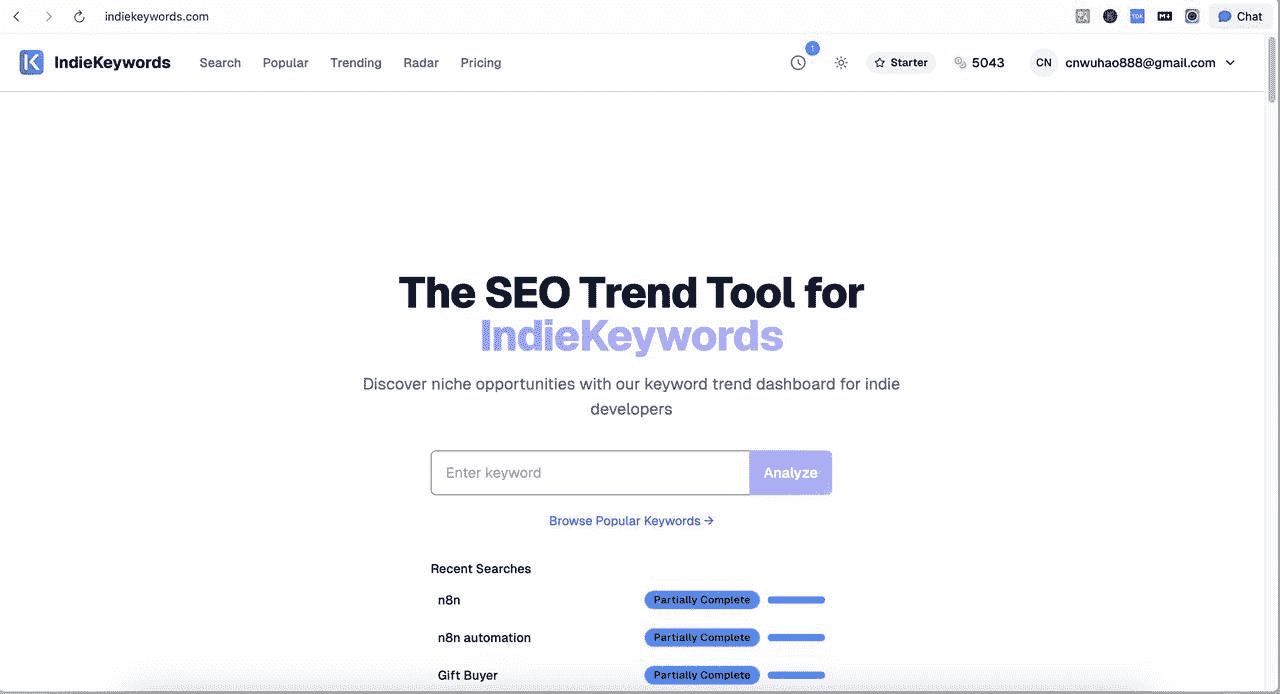 indiekeywords.com
Chat
IndieKeywords Search Popular Trending Radar Pricing 1 Starter 5043 CN cnwuhao888@gmail.com
The SEO Trend Tool for
IndieKeywords
Discover niche opportunities with our keyword trend dashboard for indie
developers
Enter keyword Analyze
Browse Popular Keywords →
Recent Searches
n8n Partially Complete
n8n automation Partially Complete
Gift Buyer Partially Complete